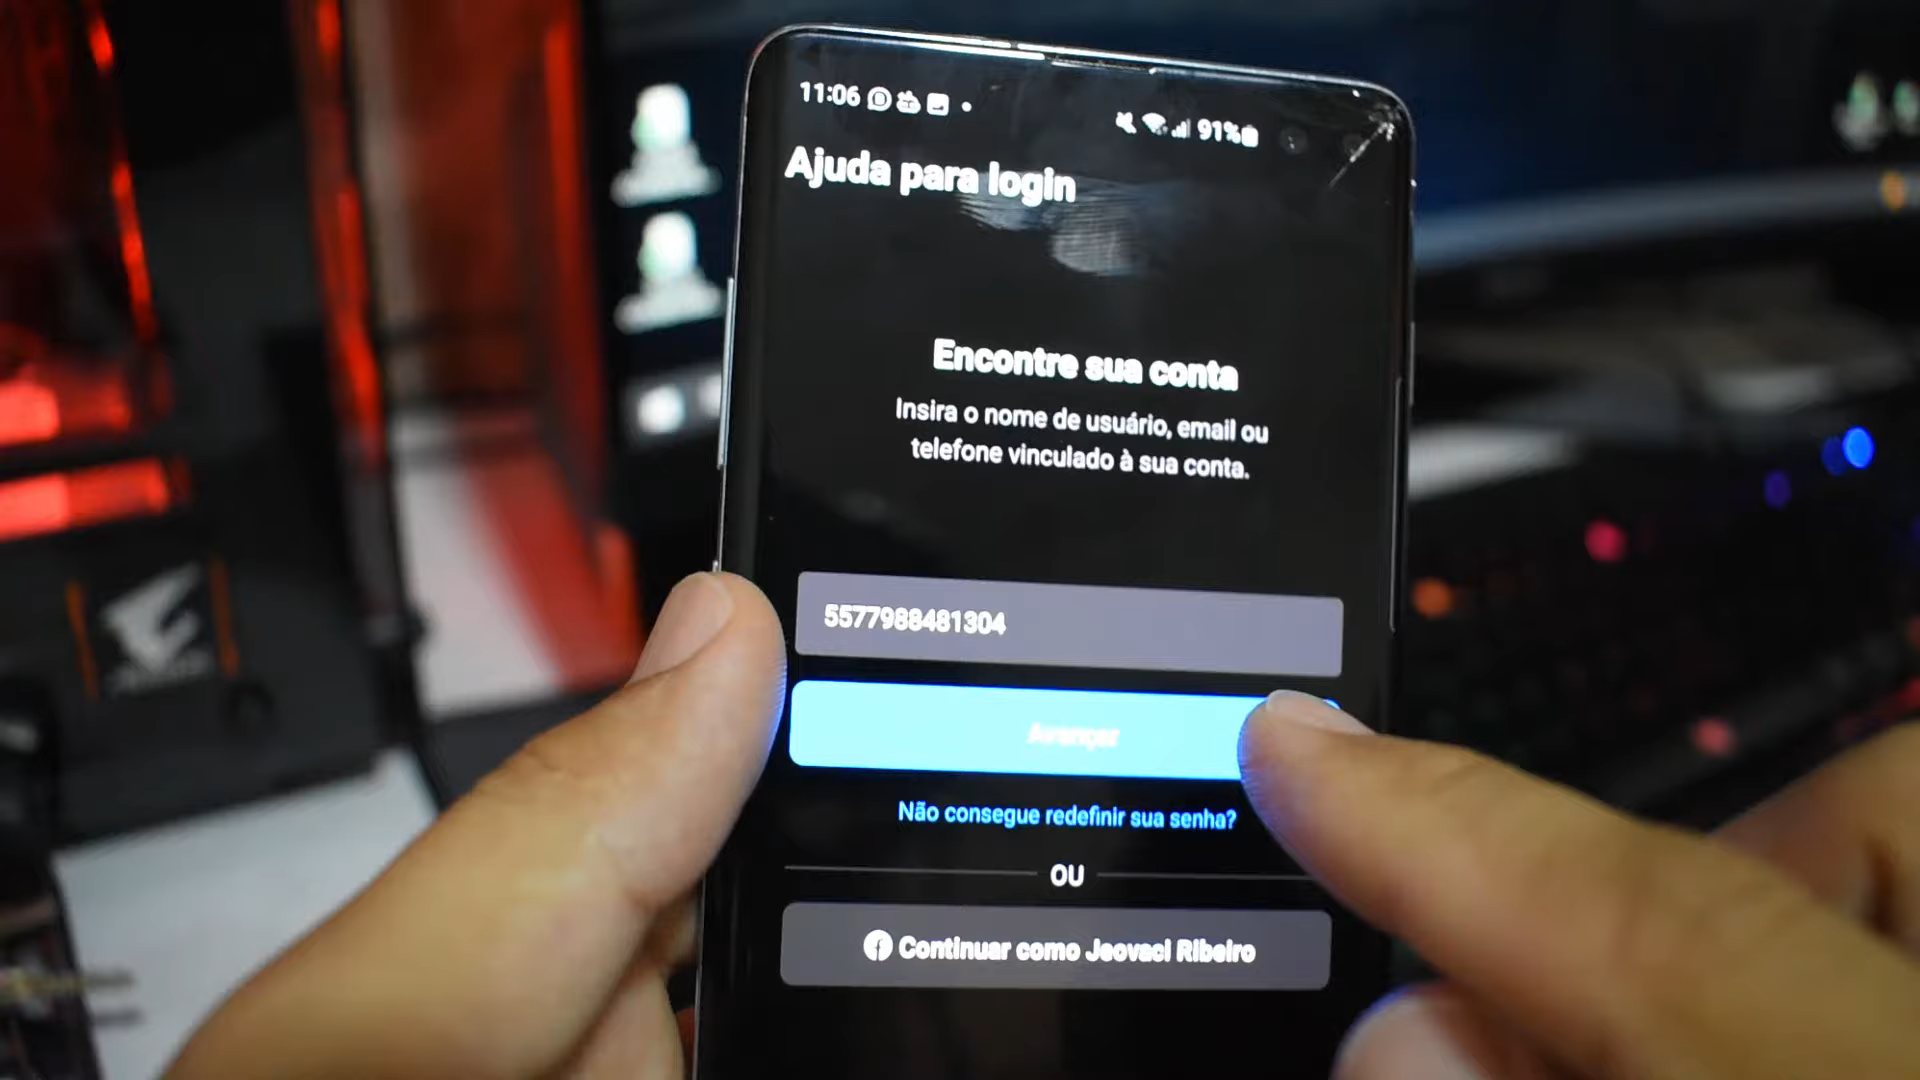 11:06
91%
Ajuda para login
Encontre sua conta
Insira o nome de usuário, email ou
telefone vinculado à sua conta.
5577988481304
Avançar
Não consegue redefinir sua senha?
OU
Continuar como Jeovaci Ribeiro